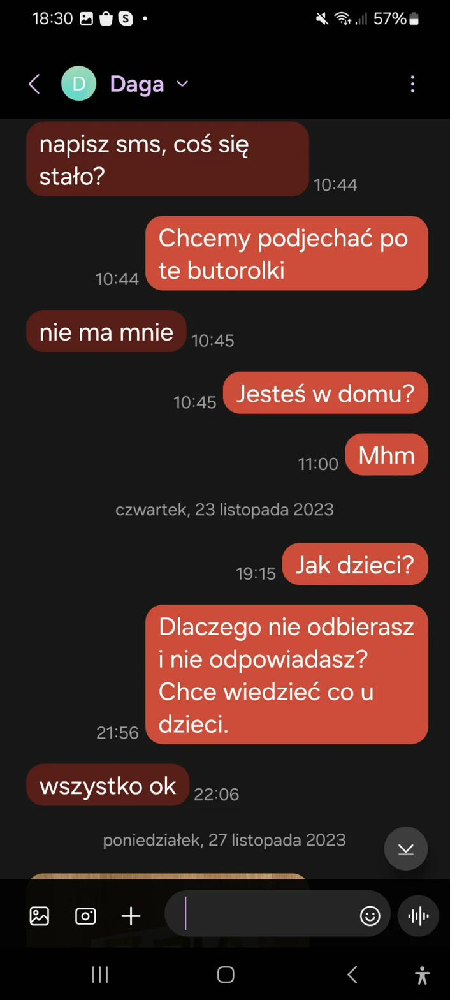 18:30 57%
D Daga
napisz sms, coś się
stało?
10:44
Chcemy podjechać po
te butorolki
10:44
nie ma mnie
10:45
Jesteś w domu?
10:45
Mhm
11:00
czwartek, 23 listopada 2023
Jak dzieci?
19:15
Dlaczego nie odbierasz
i nie odpowiadasz?
Chce wiedzieć co u
dzieci.
21:56
wszystko ok
22:06
poniedziałek, 27 listopada 2023